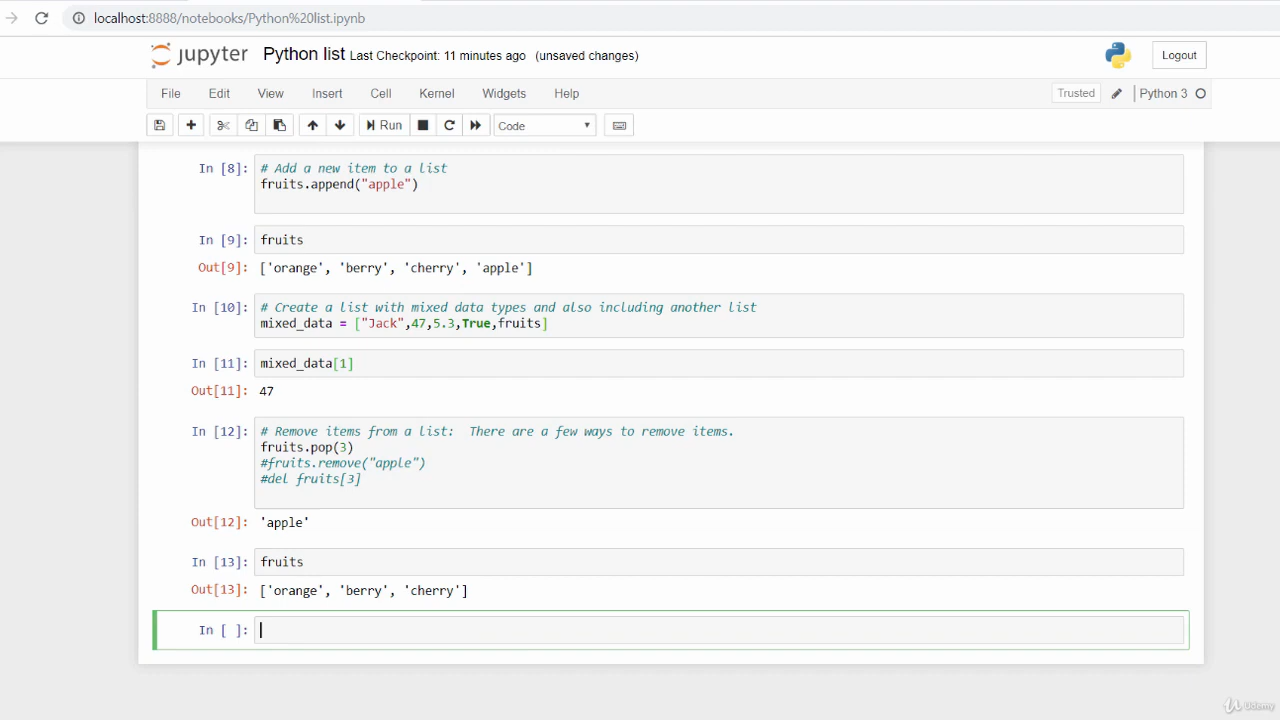 localhost:8888/notebooks/Python%20list.ipynb
jupyter Python list Last Checkpoint: 11 minutes ago (unsaved changes) Logout
File Edit View Insert Cell Kernel Widgets Help Trusted Python 3
Run Code
In [8]: # Add a new item to a list
fruits.append("apple")
In [9]: fruits
Out[9]: ['orange', 'berry', 'cherry', 'apple']
In [10]: # Create a list with mixed data types and also including another list
mixed_data = ["Jack",47,5.3,True,fruits]
In [11]: mixed_data[1]
Out[11]: 47
In [12]: # Remove items from a list:  There are a few ways to remove items.
fruits.pop(3)
#fruits.remove("apple")
#del fruits[3]
Out[12]: 'apple'
In [13]: fruits
Out[13]: ['orange', 'berry', 'cherry']
In [ ]:
Udemy